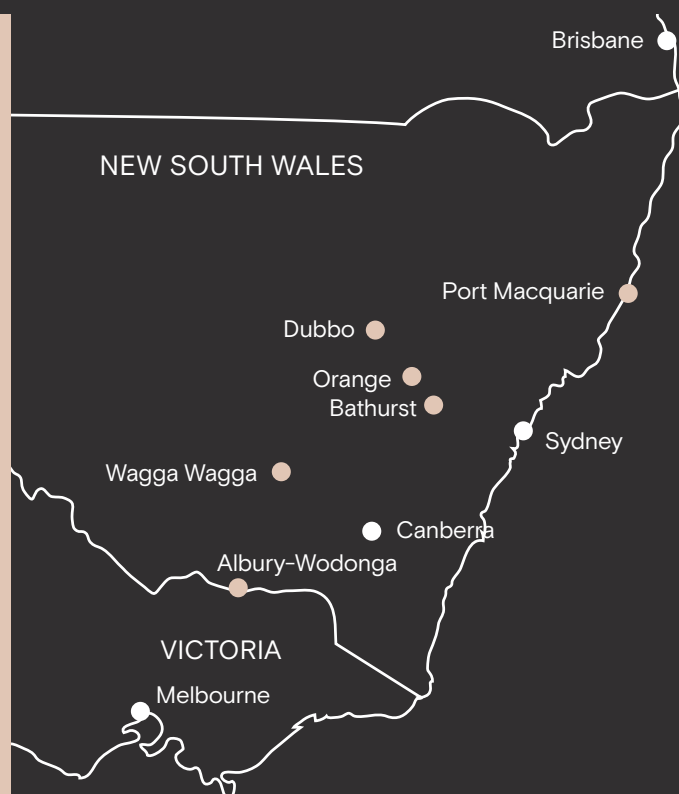 Brisbane
NEW SOUTH WALES
Port Macquarie
Dubbo
Orange
Bathurst
Sydney
Wagga Wagga
Canberra
Albury-Wodonga
VICTORIA
Melbourne